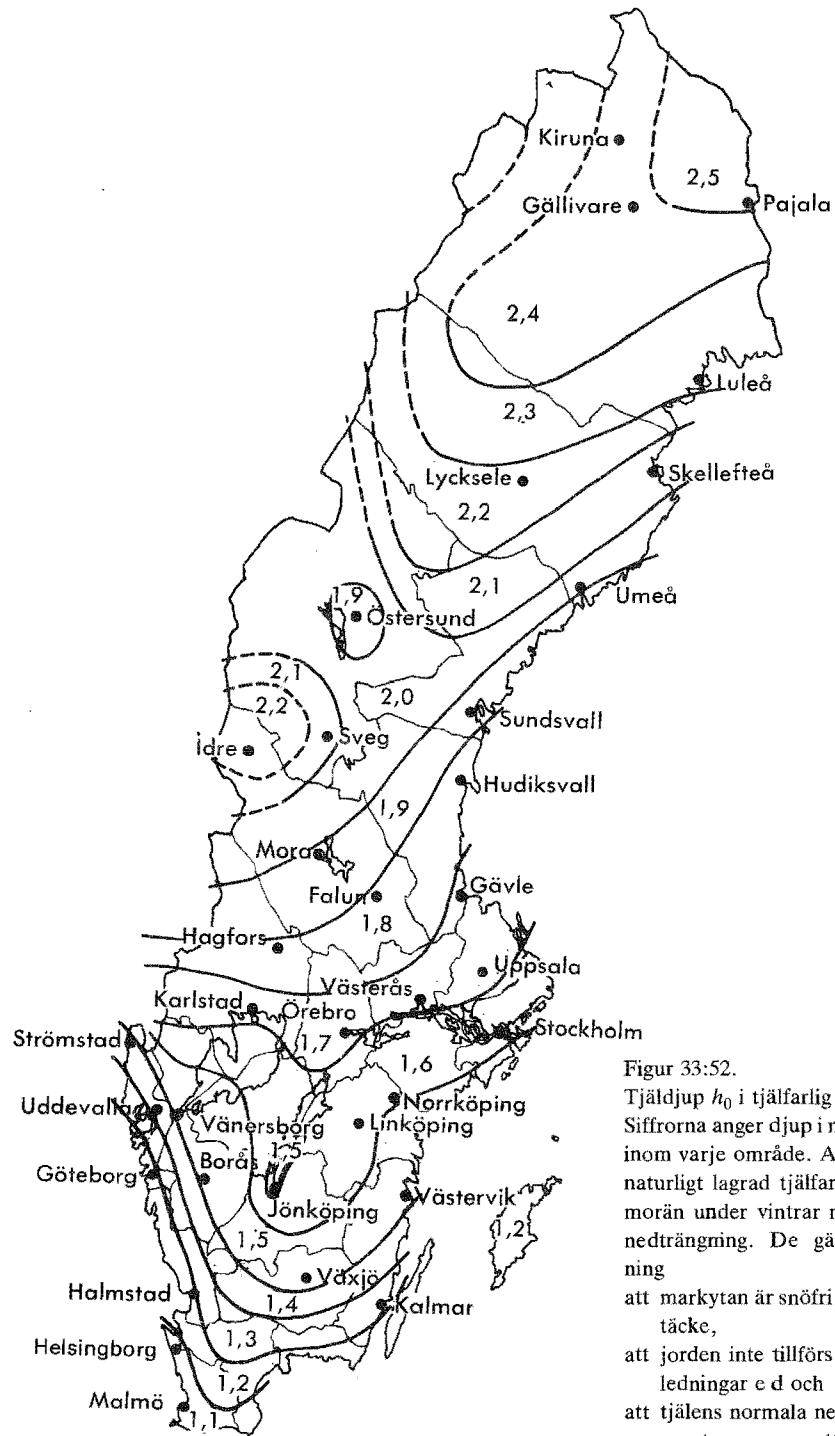 Kiruna
2,5
Gällivare
Pajala
2,4
Luleå
2,3
Lycksele
Skellefteå
2,2
2,1
1,9
Östersund
Umeå
2,1
2,0
2,2
Sundsvall
Idre
Sveg
Hudiksvall
1,9
Mora
Falun
Gävle
1,8
Hagfors
Uppsala
Västerås
Karlstad
Örebro
Stockholm
Strömstad
1,7
1,6
Uddevalla
Vänersborg
Norrköping
Linköping
1,5
Göteborg
Borås
Jönköping
Västervik
1,2
1,5
Växjö
Halmstad
1,4
Kalmar
1,3
Helsingborg
1,2
Malmö
1,1
Figur 33:52.
Tjäldjup h₀ i tjälfarlig
Siffrorna anger djup i
inom varje område. A
naturligt lagrad tjälfar
morän under vintrar
nedträngning. De gä
ning
att markytan är snöfri
täcke,
att jorden inte tillförs
ledningar e d och
att tjälens normala ne